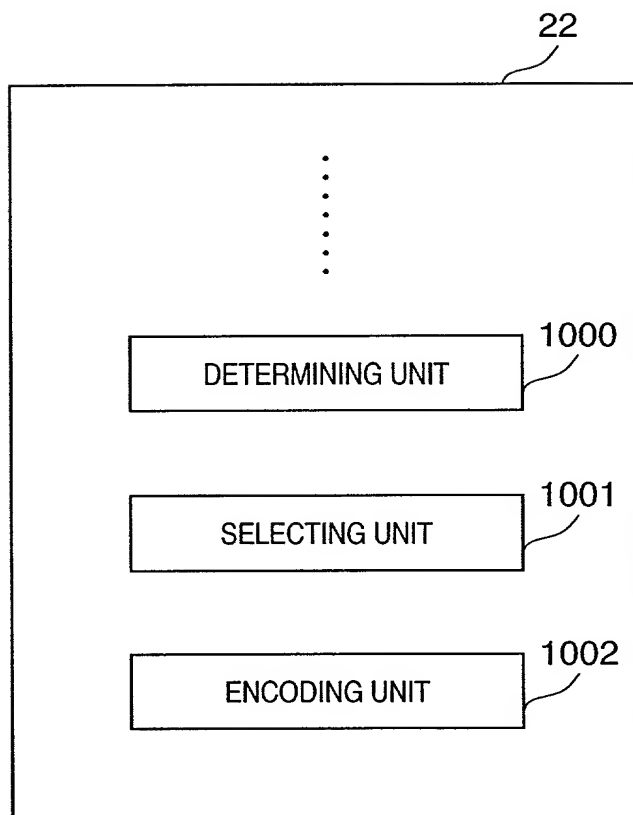 22
1000
DETERMINING UNIT
1001
SELECTING UNIT
1002
ENCODING UNIT